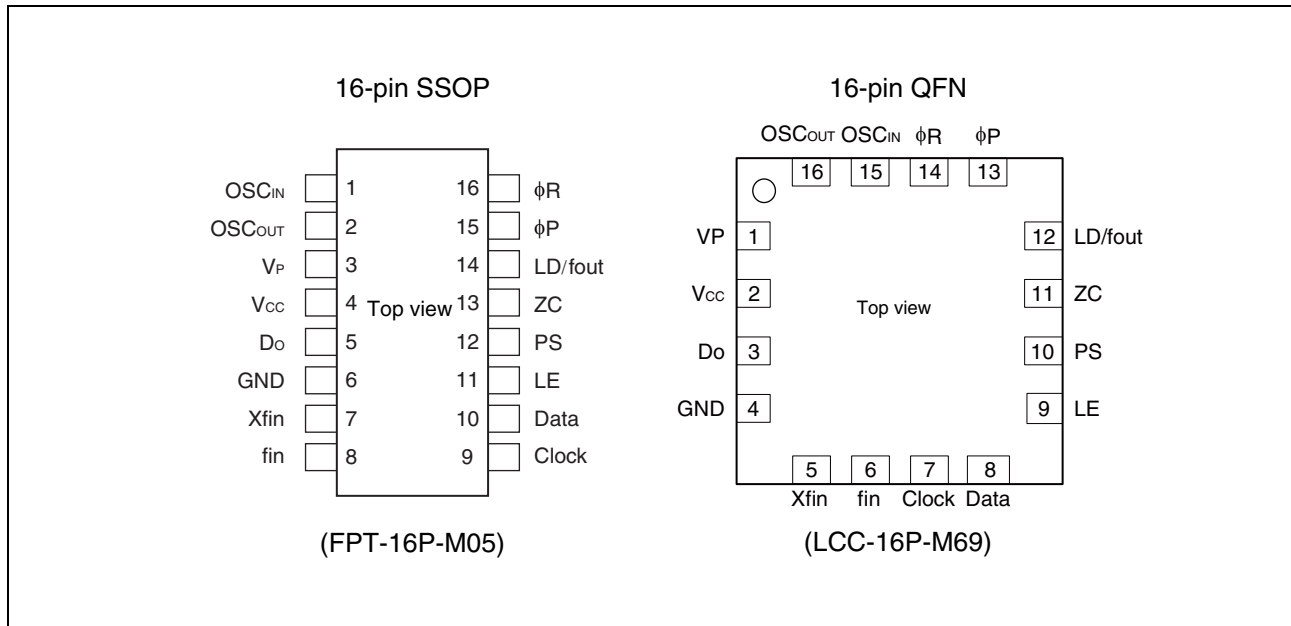 16-pin SSOP
OSCIN 1 16 ϕR
OSCOUT 2 15 ϕP
VP 3 14 LD/fout
VCC 4 Top view 13 ZC
DO 5 12 PS
GND 6 11 LE
Xfin 7 10 Data
fin 8 9 Clock
(FPT-16P-M05)
16-pin QFN
OSCOUT OSCIN ϕR ϕP
16 15 14 13
VP 1 12 LD/fout
VCC 2 11 ZC
Top view
Do 3 10 PS
GND 4 9 LE
5 6 7 8
Xfin fin Clock Data
(LCC-16P-M69)